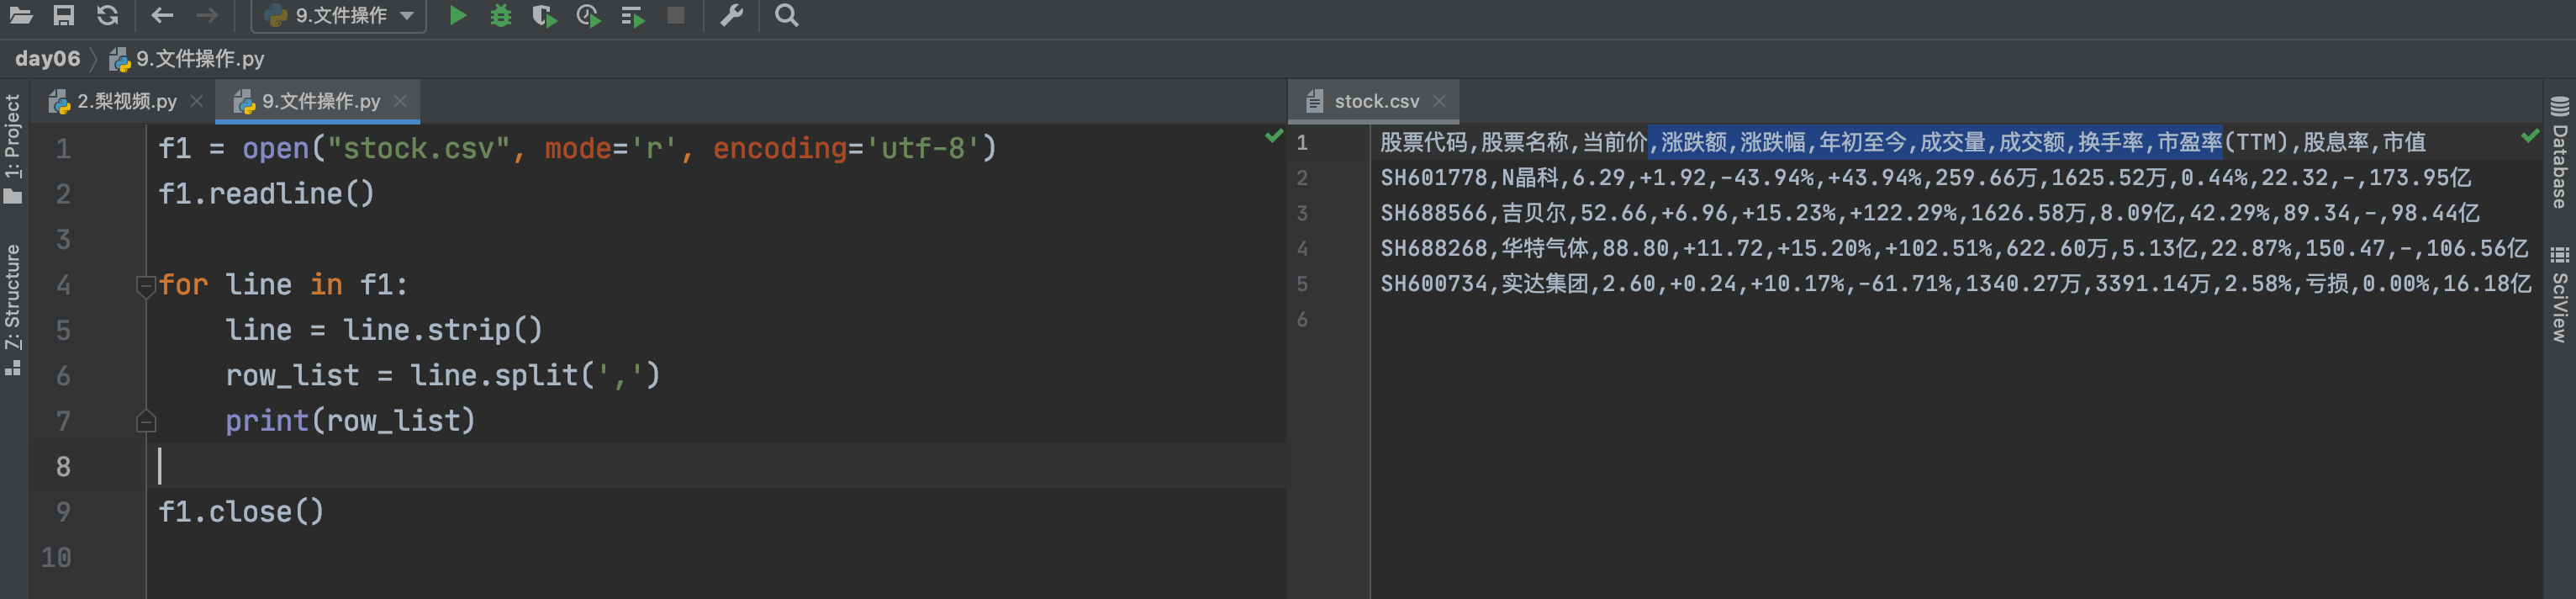 9.文件操作
day06
9.文件操作.py
1: Project
Z: Structure
2.梨视频.py
9.文件操作.py
1 f1 = open("stock.csv", mode='r', encoding='utf-8')
2 f1.readline()
3
4 for line in f1:
5 line = line.strip()
6 row_list = line.split(',')
7 print(row_list)
8
9 f1.close()
10
stock.csv
1 股票代码,股票名称,当前价,涨跌额,涨跌幅,年初至今,成交量,成交额,换手率,市盈率(TTM),股息率,市值
2 SH601778,N晶科,6.29,+1.92,-43.94%,+43.94%,259.66万,1625.52万,0.44%,22.32,-,173.95亿
3 SH688566,吉贝尔,52.66,+6.96,+15.23%,+122.29%,1626.58万,8.09亿,42.29%,89.34,-,98.44亿
4 SH688268,华特气体,88.80,+11.72,+15.20%,+102.51%,622.60万,5.13亿,22.87%,150.47,-,106.56亿
5 SH600734,实达集团,2.60,+0.24,+10.17%,-61.71%,1340.27万,3391.14万,2.58%,亏损,0.00%,16.18亿
6
Database
SciView